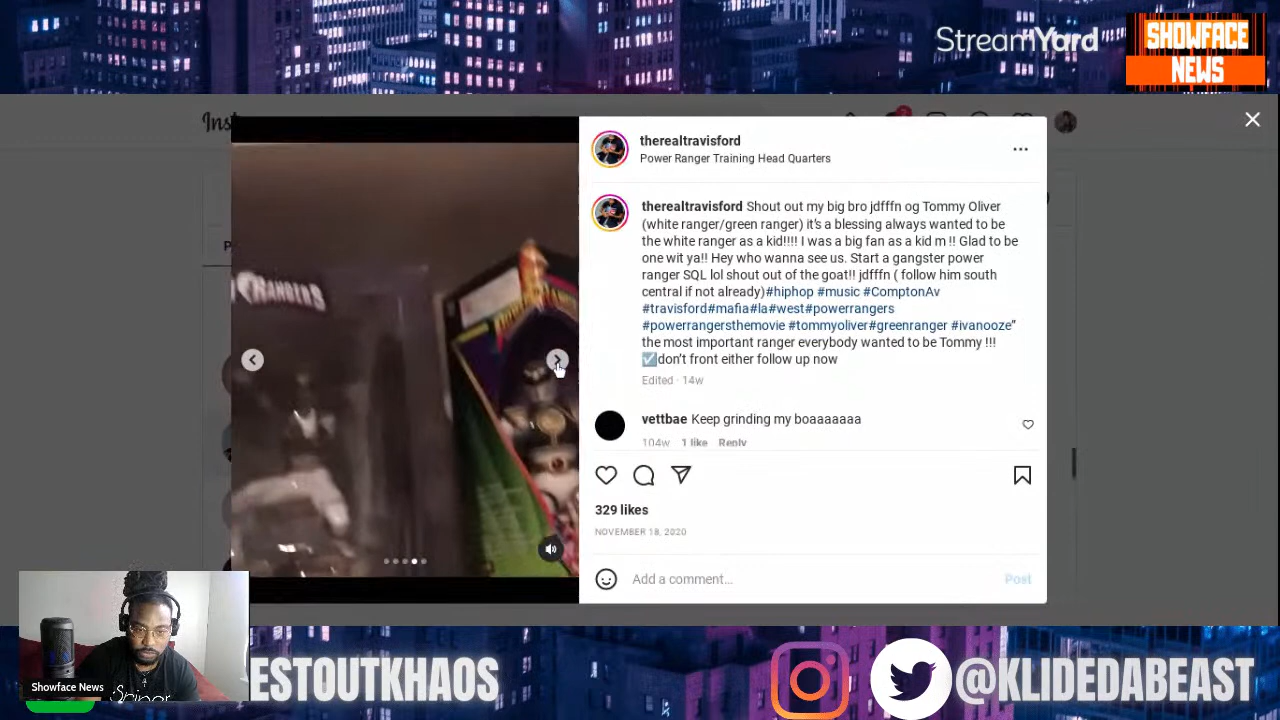 StreamYard
SHOWFACE
NEWS
Ins
therealtravisford
Power Ranger Training Head Quarters
therealtravisford Shout out my big bro jdfffn og Tommy Oliver
(white ranger/green ranger) it's a blessing always wanted to be
the white ranger as a kid!!!! I was a big fan as a kid m !! Glad to be
one wit ya!! Hey who wanna see us. Start a gangster power
ranger SQL lol shout out of the goat!! jdfffn ( follow him south
central if not already)#hiphop #music #ComptonAv
#travisford#mafia#la#west#powerrangers
#powerrangersthemovie #tommyoliver#greenranger #ivanooze”
the most important ranger everybody wanted to be Tommy !!!
☑️don't front either follow up now
Edited · 14w
vettbae Keep grinding my boaaaaaaa
104w 1 like Reply
329 likes
NOVEMBER 18, 2020
Add a comment…
Post
RANGERS
Showface News
Sniper
ESTOUTKHAOS
@KLIDEDABEAST